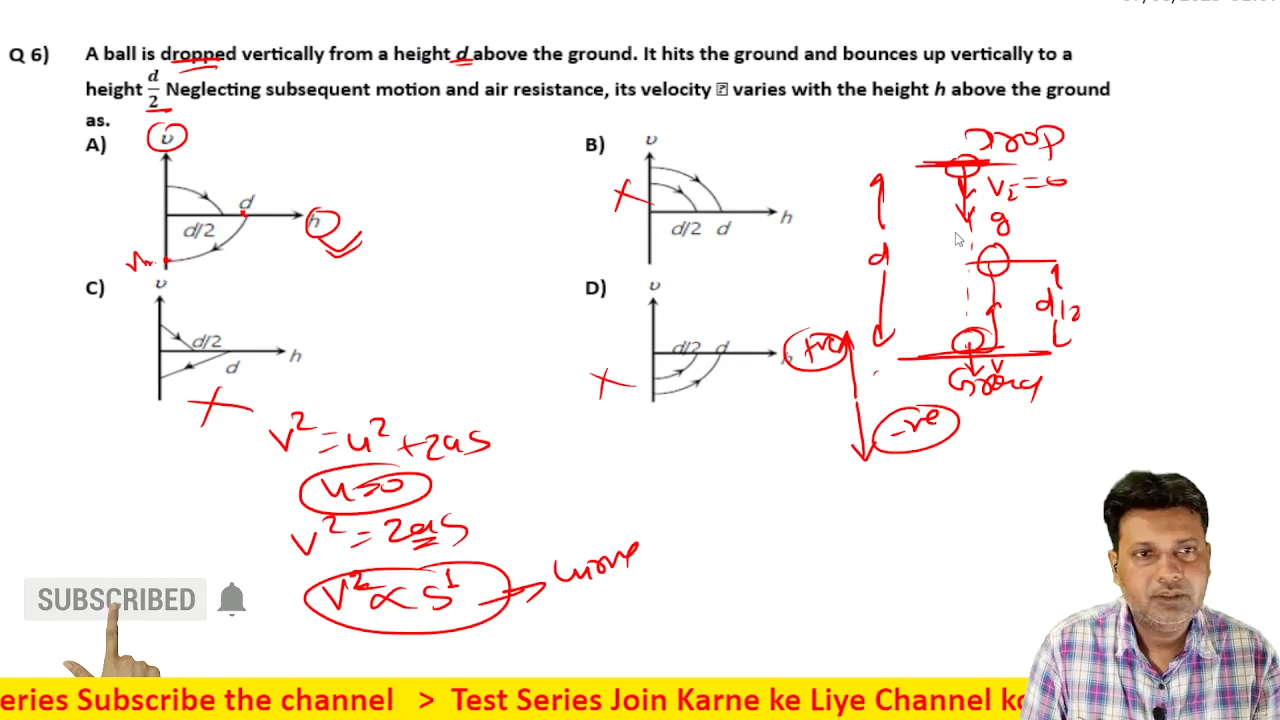 Q 6) A ball is dropped vertically from a height d above the ground. It hits the ground and bounces up vertically to a
height d/2 Neglecting subsequent motion and air resistance, its velocity varies with the height h above the ground
as.
A)
υ
d
d/2
h
B)
υ
d/2 d
h
C)
υ
d/2
d
h
D)
υ
d/2 d
h
Drop
g
d
d/2
+ve
Ground
-ve
v² = u² + 2as
u=0
v² = 2as
v² ∝ s¹
SUBSCRIBED
eries Subscribe the channel > Test Series Join Karne ke Liye Channel ko